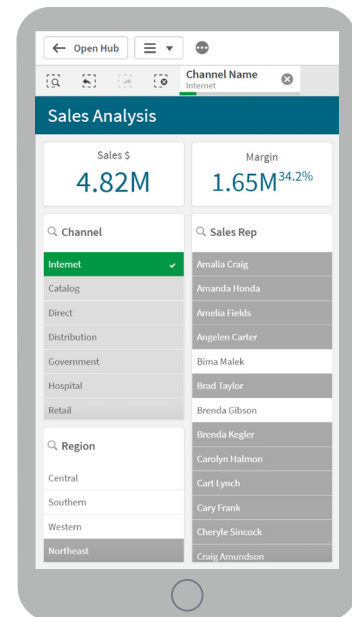 Open Hub
Channel Name
Internet
Sales Analysis
Sales $
4.82M
Margin
1.65M 34.2%
Channel
Internet
Catalog
Direct
Distribution
Government
Hospital
Retail
Region
Central
Southern
Western
Northeast
Sales Rep
Amalia Craig
Amanda Honda
Amelia Fields
Angelen Carter
Bima Malek
Brad Taylor
Brenda Gibson
Brenda Kegler
Carolyn Halmon
Cart Lynch
Cary Frank
Cheryle Sincock
Craig Amundson